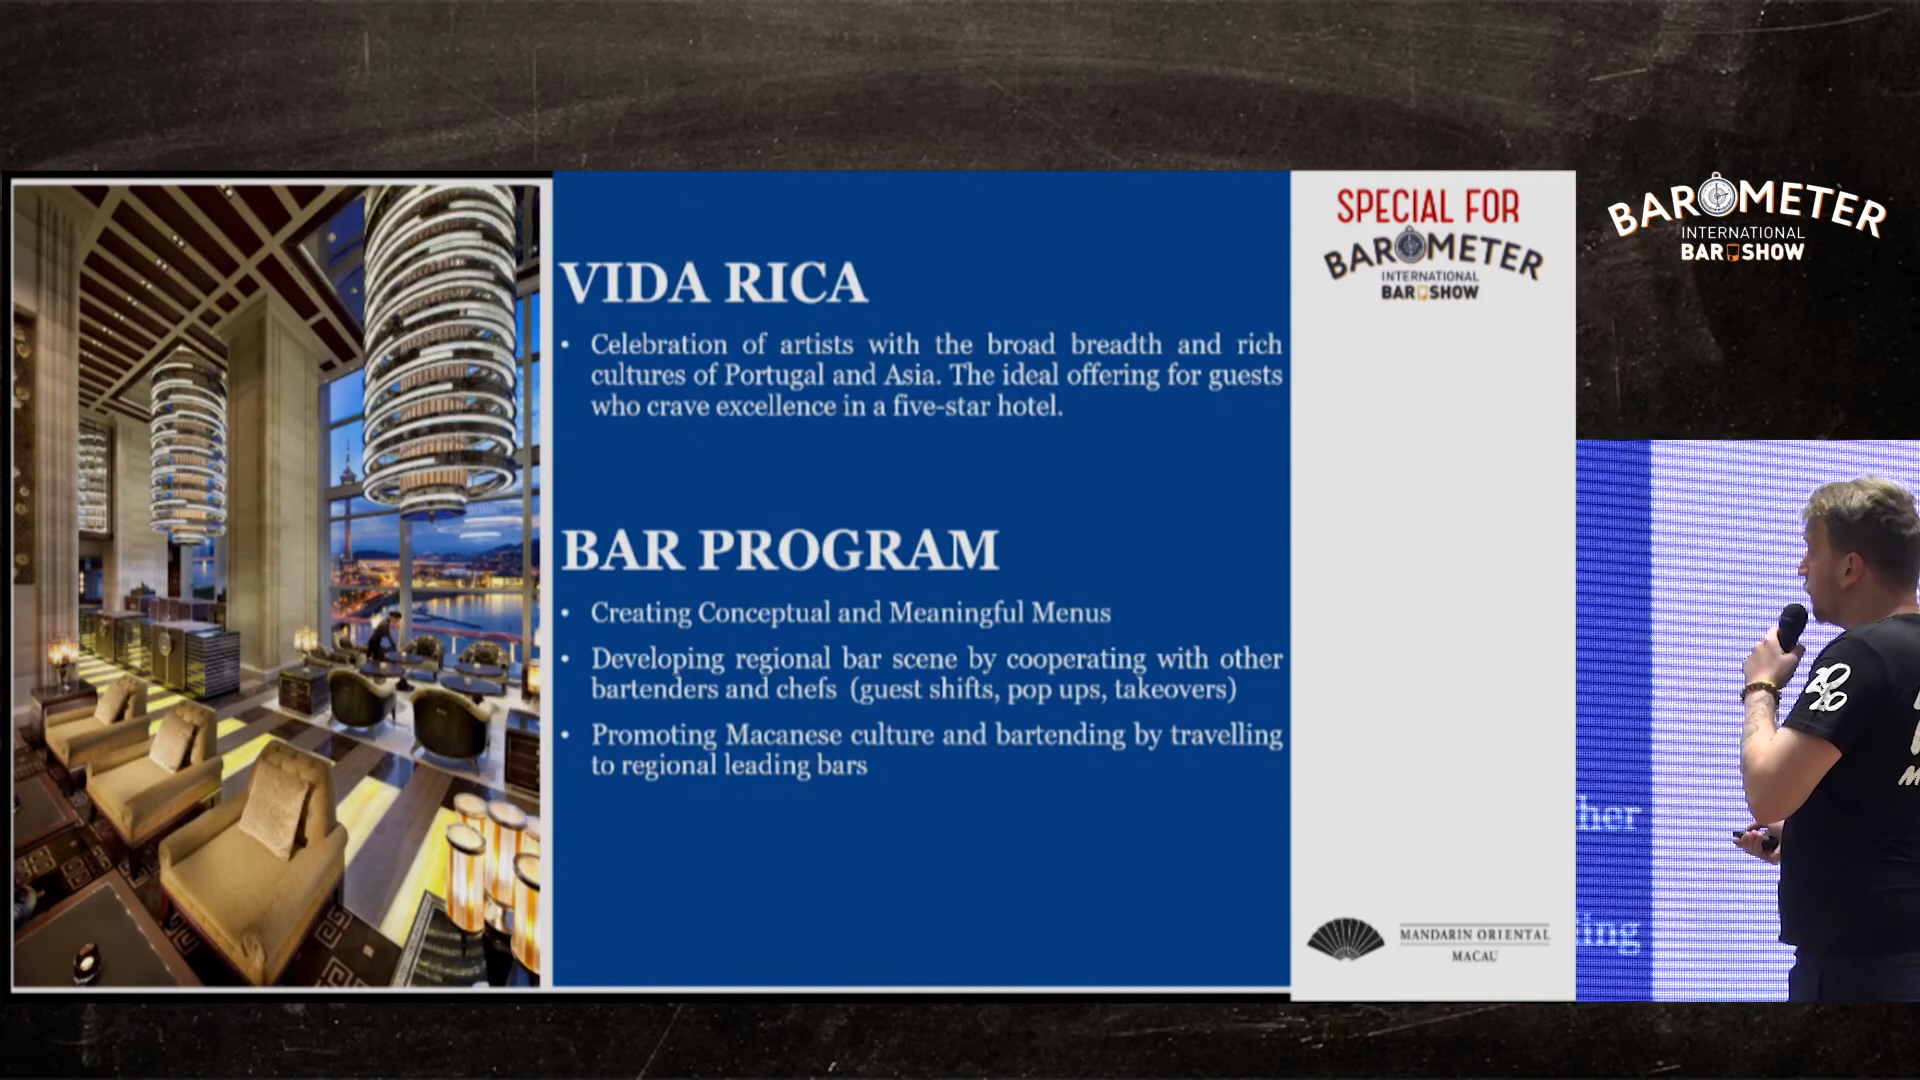 VIDA RICA
• Celebration of artists with the broad breadth and rich
cultures of Portugal and Asia. The ideal offering for guests
who crave excellence in a five-star hotel.
BAR PROGRAM
• Creating Conceptual and Meaningful Menus
• Developing regional bar scene by cooperating with other
bartenders and chefs (guest shifts, pop ups, takeovers)
• Promoting Macanese culture and bartending by travelling
to regional leading bars
SPECIAL FOR
BAROMETER
INTERNATIONAL
BAR SHOW
MANDARIN ORIENTAL
MACAU
BAROMETER
INTERNATIONAL
BAR SHOW
her
ing